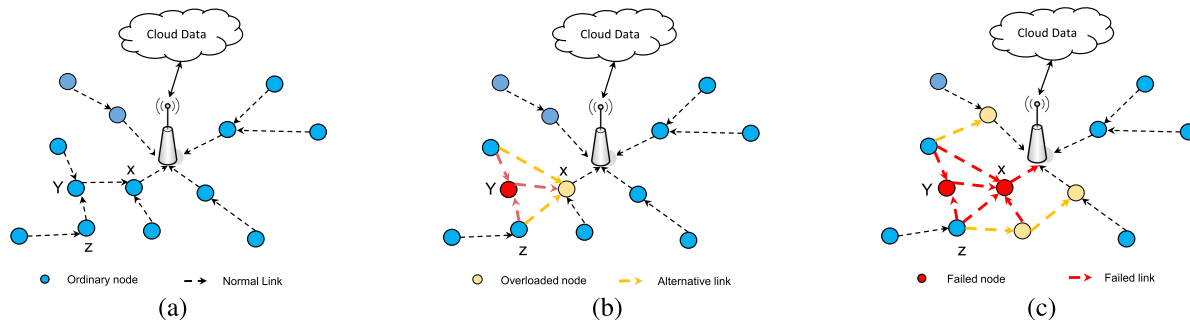 Cloud Data
X
Y
Z
Ordinary node
Normal Link
(a)
Cloud Data
X
Y
Z
Overloaded node
Alternative link
(b)
Cloud Data
X
Y
Z
Failed node
Failed link
(c)